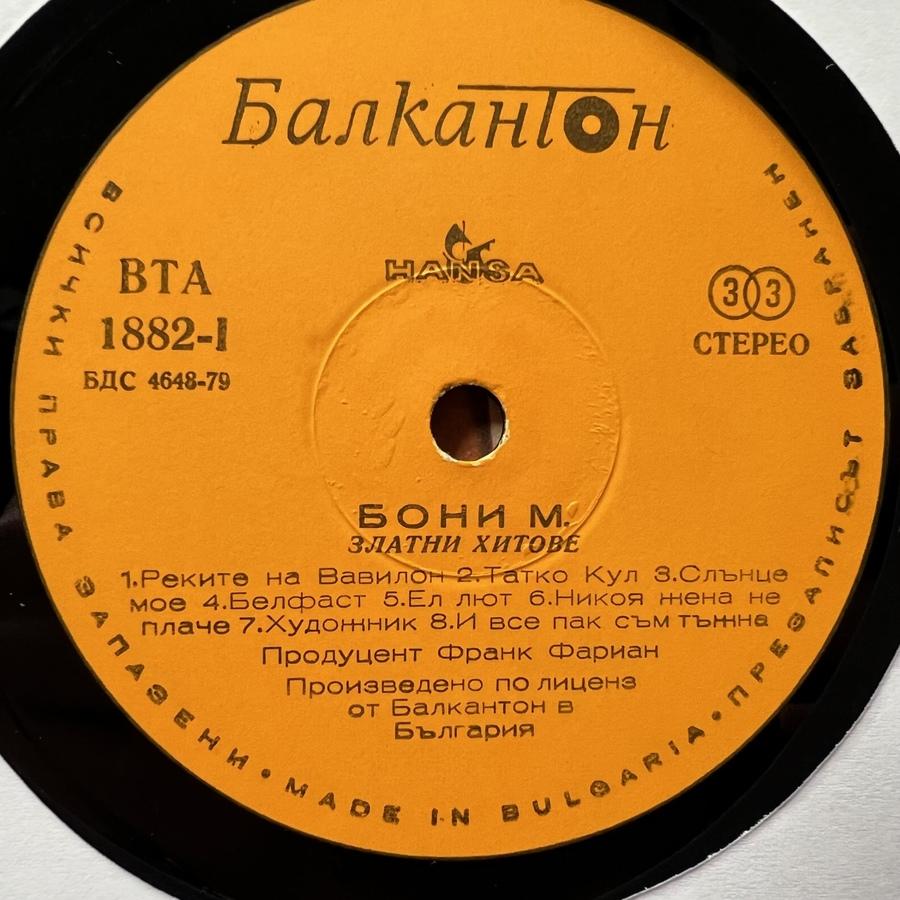 Балкантон
HANSA
ВТА
1882-I
БДС 4648-79
33
СТЕРЕО
БОНИ М.
ЗЛАТНИ ХИТОВЕ
1.Реките на Вавилон 2.Татко Кул 3.Слънце
мое 4.Белфаст 5.Ел лют 6.Никоя жена не
плаче 7.Художник 8.И все пак съм тъжна
Продуцент Франк Фариан
Произведено по лиценз
от Балкантон в
България
ВСИЧКИ ПРАВА ЗАПАЗЕНИ • MADE IN BULGARIA • ПРЕЗАПИСЪТ ЗАБРАНЕН